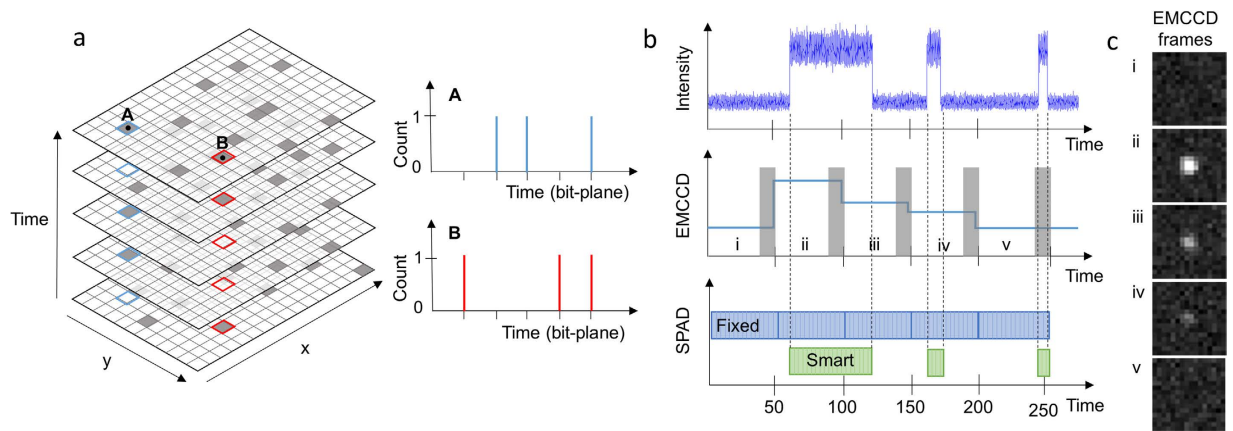 a
A
B
Time
y
x
A
Count
1
0
Time (bit-plane)
B
Count
1
0
Time (bit-plane)
b
Intensity
Time
EMCCD
i
ii
iii
iv
v
Time
SPAD
Fixed
Smart
50
100
150
200
250
Time
c
EMCCD
frames
i
ii
iii
iv
v